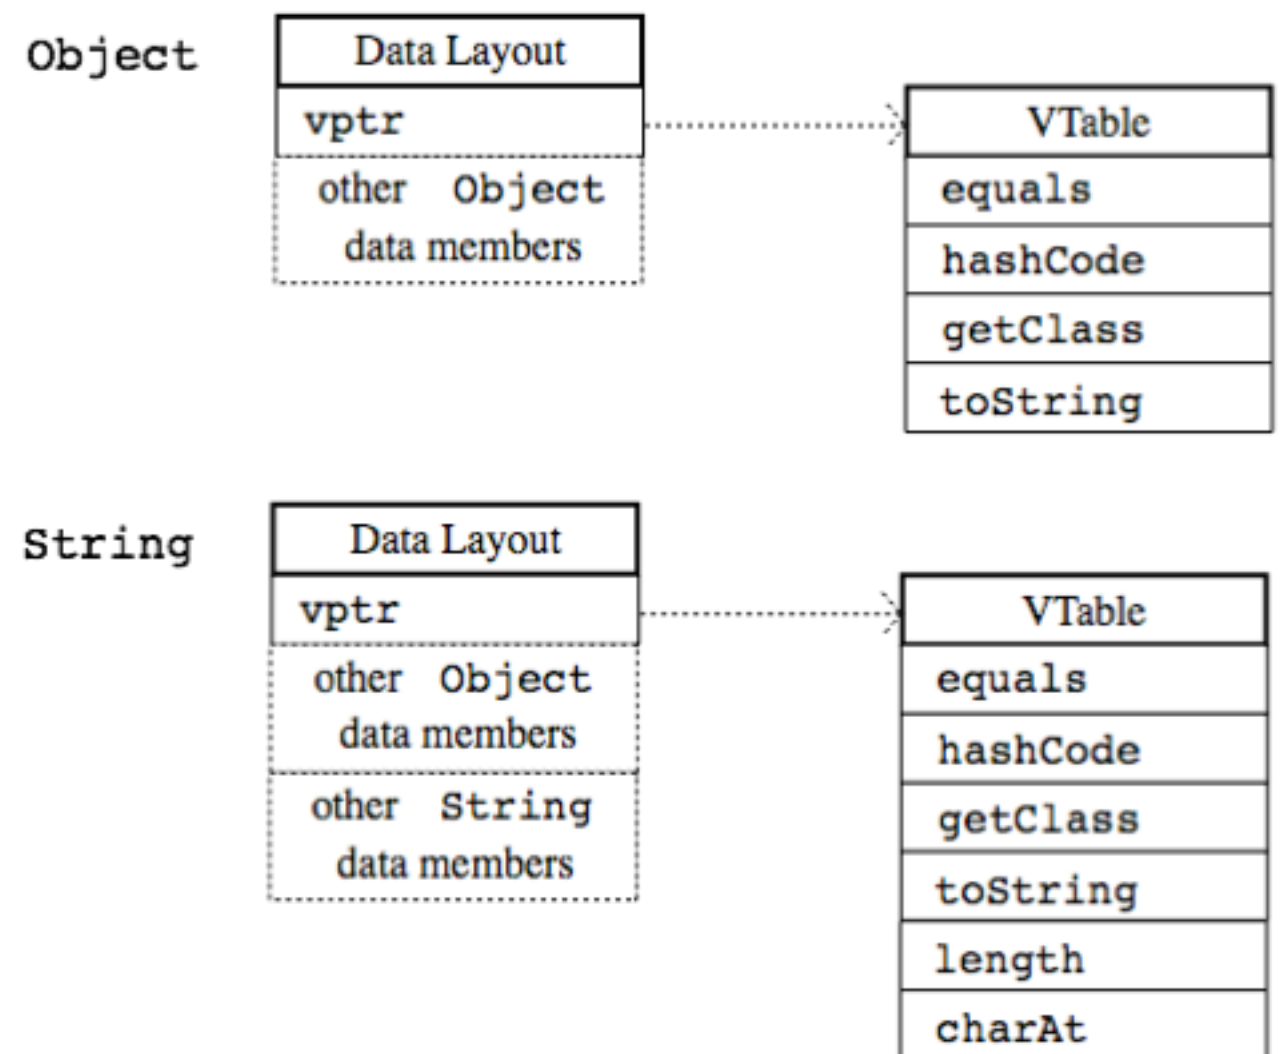 Object
Data Layout
vptr
other Object
data members
VTable
equals
hashCode
getClass
toString
String
Data Layout
vptr
other Object
data members
other String
data members
VTable
equals
hashCode
getClass
toString
length
charAt